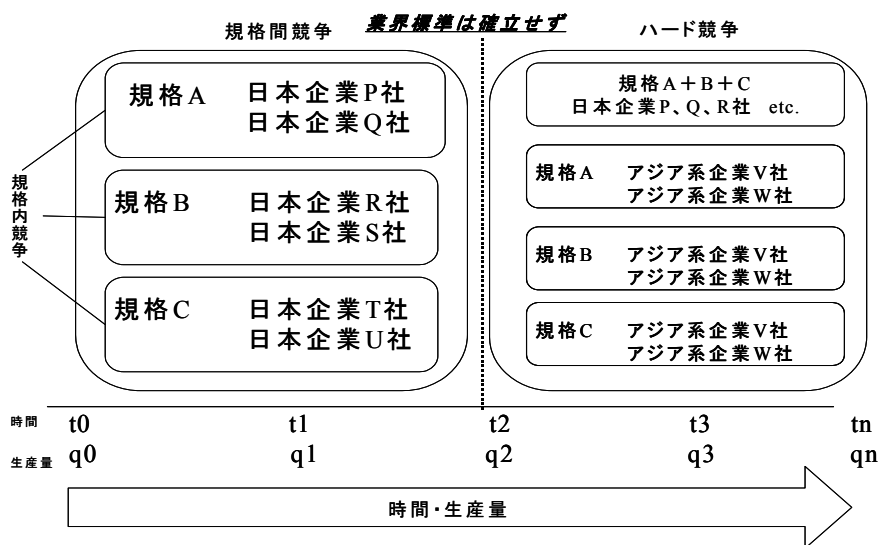 業界標準は確立せず
規格間競争
ハード競争
規格内競争
規格A 日本企業P社
日本企業Q社
規格B 日本企業R社
日本企業S社
規格C 日本企業T社
日本企業U社
規格A+B+C
日本企業P、Q、R社 etc.
規格A アジア系企業V社
アジア系企業W社
規格B アジア系企業V社
アジア系企業W社
規格C アジア系企業V社
アジア系企業W社
時間 t0 t1 t2 t3 tn
生産量 q0 q1 q2 q3 qn
時間・生産量